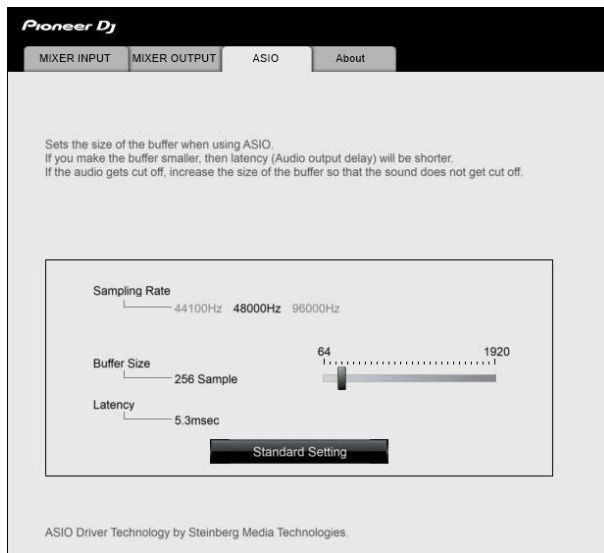 Pioneer Dj
MIXER INPUT MIXER OUTPUT ASIO About
Sets the size of the buffer when using ASIO.
If you make the buffer smaller, then latency (Audio output delay) will be shorter.
If the audio gets cut off, increase the size of the buffer so that the sound does not get cut off.
Sampling Rate
44100Hz 48000Hz 96000Hz
64 1920
Buffer Size
256 Sample
Latency
5.3msec
Standard Setting
ASIO Driver Technology by Steinberg Media Technologies.